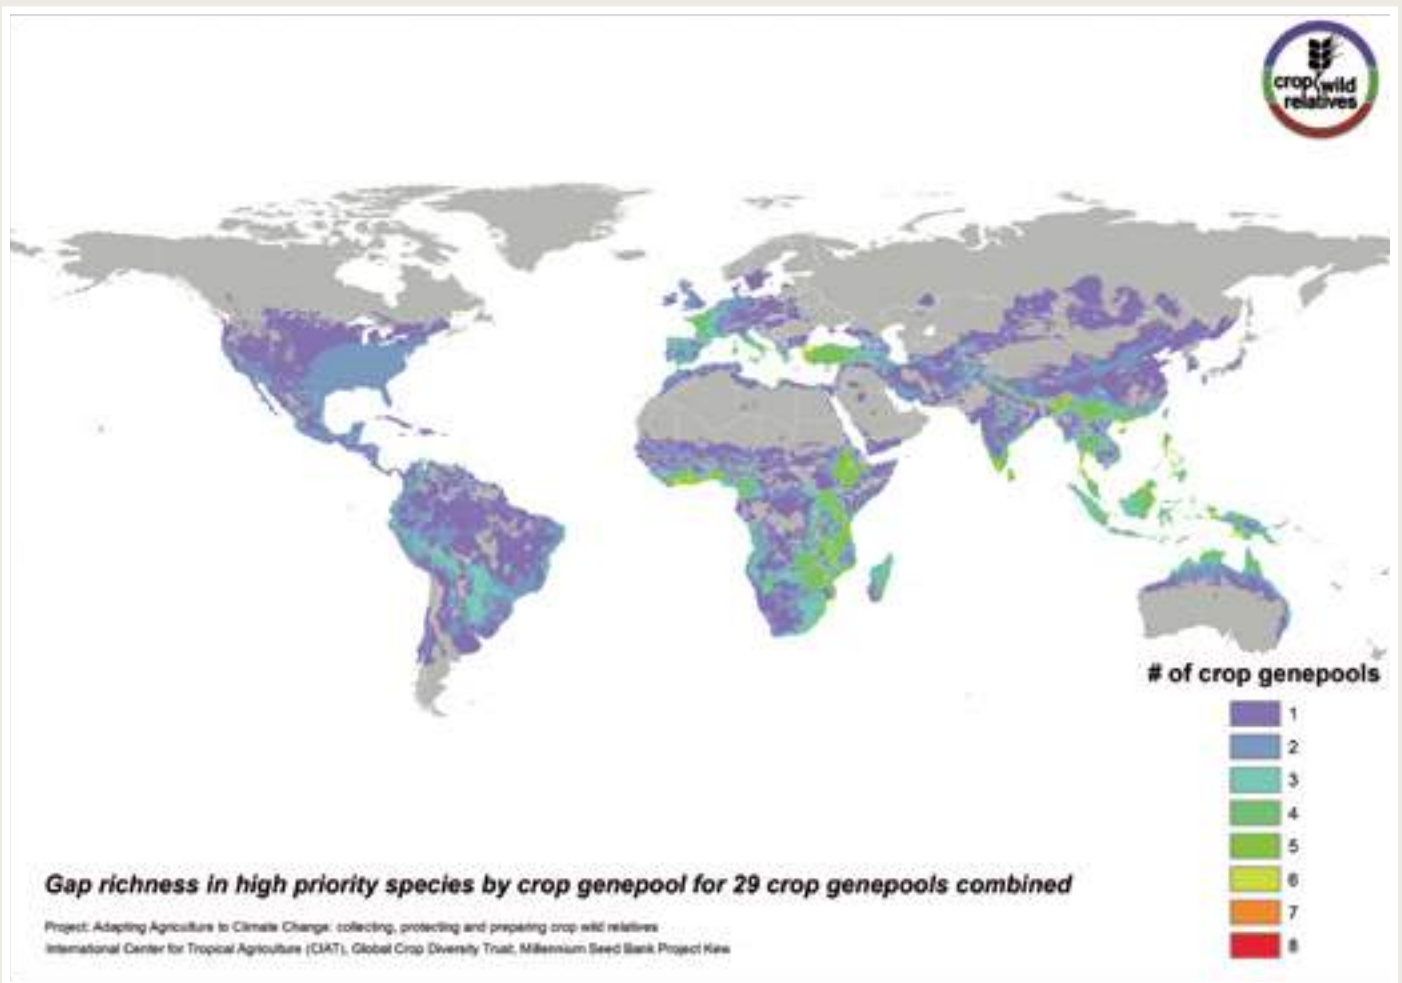 crop wild
relatives
# of crop genepools
1
2
3
4
5
6
7
8
Gap richness in high priority species by crop genepool for 29 crop genepools combined
Project: Adapting Agriculture to Climate Change: collecting, protecting and preparing crop wild relatives
International Center for Tropical Agriculture (CIAT), Global Crop Diversity Trust, Millennium Seed Bank Project Kew